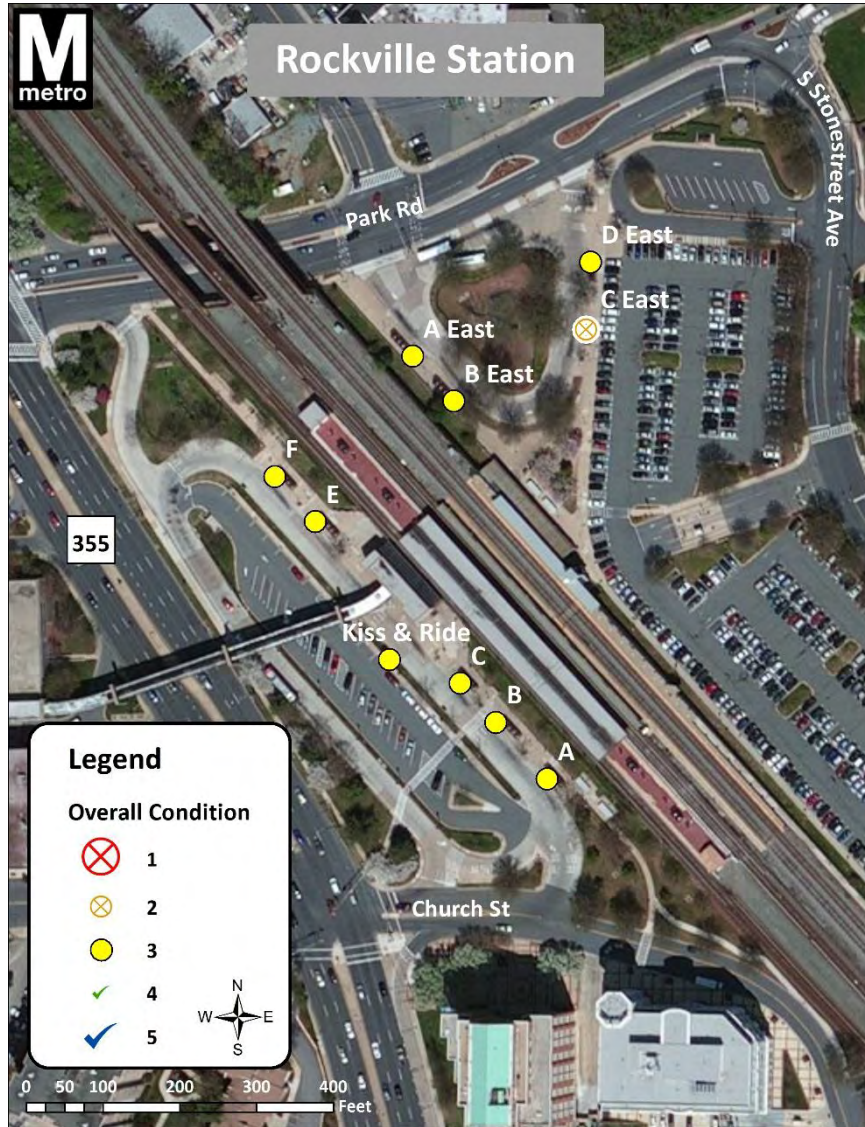 M
metro
Rockville Station
S Stonestreet Ave
Park Rd
D East
C East
A East
B East
F
E
355
Kiss & Ride
C
B
A
Church St
Legend
Overall Condition
1
2
3
4
5
N
W E
S
0 50 100 200 300 400
Feet